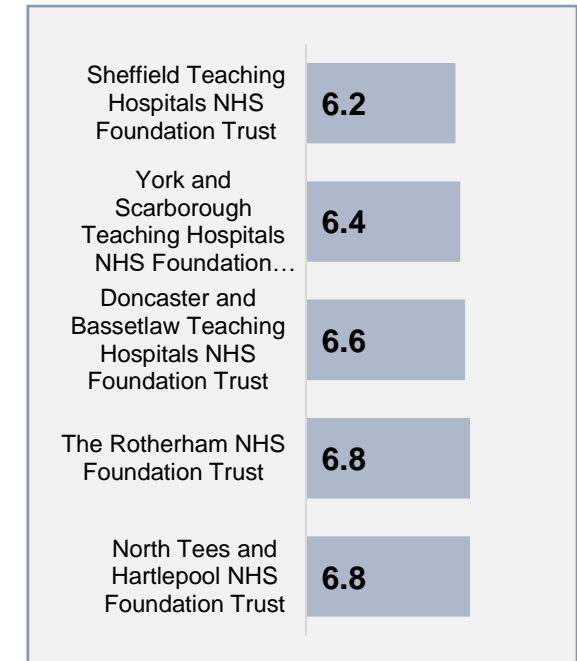 Sheffield Teaching
Hospitals NHS
Foundation Trust
6.2
York and
Scarborough
Teaching Hospitals
NHS Foundation…
6.4
Doncaster and
Bassetlaw Teaching
Hospitals NHS
Foundation Trust
6.6
The Rotherham NHS
Foundation Trust
6.8
North Tees and
Hartlepool NHS
Foundation Trust
6.8